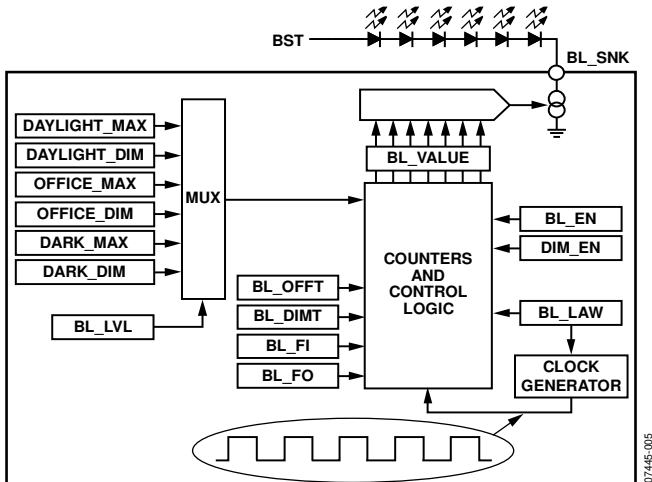 BST
BL_SNK
DAYLIGHT_MAX
DAYLIGHT_DIM
OFFICE_MAX
OFFICE_DIM
DARK_MAX
DARK_DIM
MUX
BL_LVL
BL_VALUE
COUNTERS
AND
CONTROL
LOGIC
BL_OFFT
BL_DIMT
BL_FI
BL_FO
BL_EN
DIM_EN
BL_LAW
CLOCK
GENERATOR
07445-005